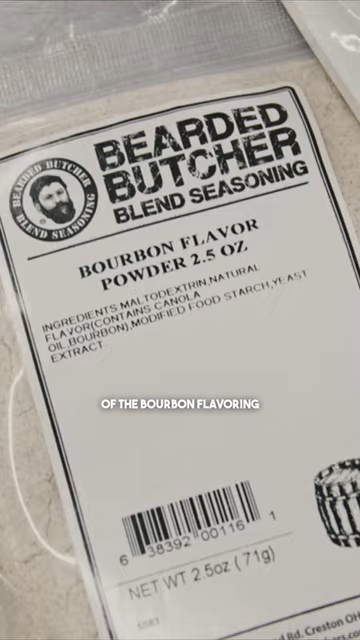 BEARDED
BUTCHER
BLEND SEASONING
BEARDED BUTCHER
BLEND SEASONING
BOURBON FLAVOR
POWDER 2.5 OZ
INGREDIENTS MALTODEXTRIN,NATURAL
FLAVOR(CONTAINS CANOLA
OIL,BOURBON),MODIFIED FOOD STARCH,YEAST
EXTRACT
OF THE BOURBON FLAVORING
6 38392 00116 1
NET WT 2.5oz (71g)
Rd. Creston OH